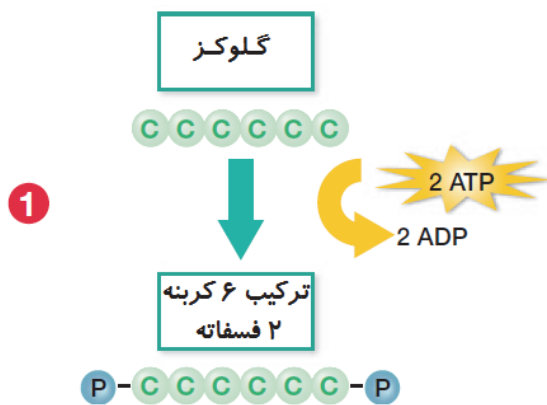 گلوکز
C C C C C C
1
2 ATP
2 ADP
ترکیب ۶ کربنه
۲ فسفاته
P-C C C C C C-P